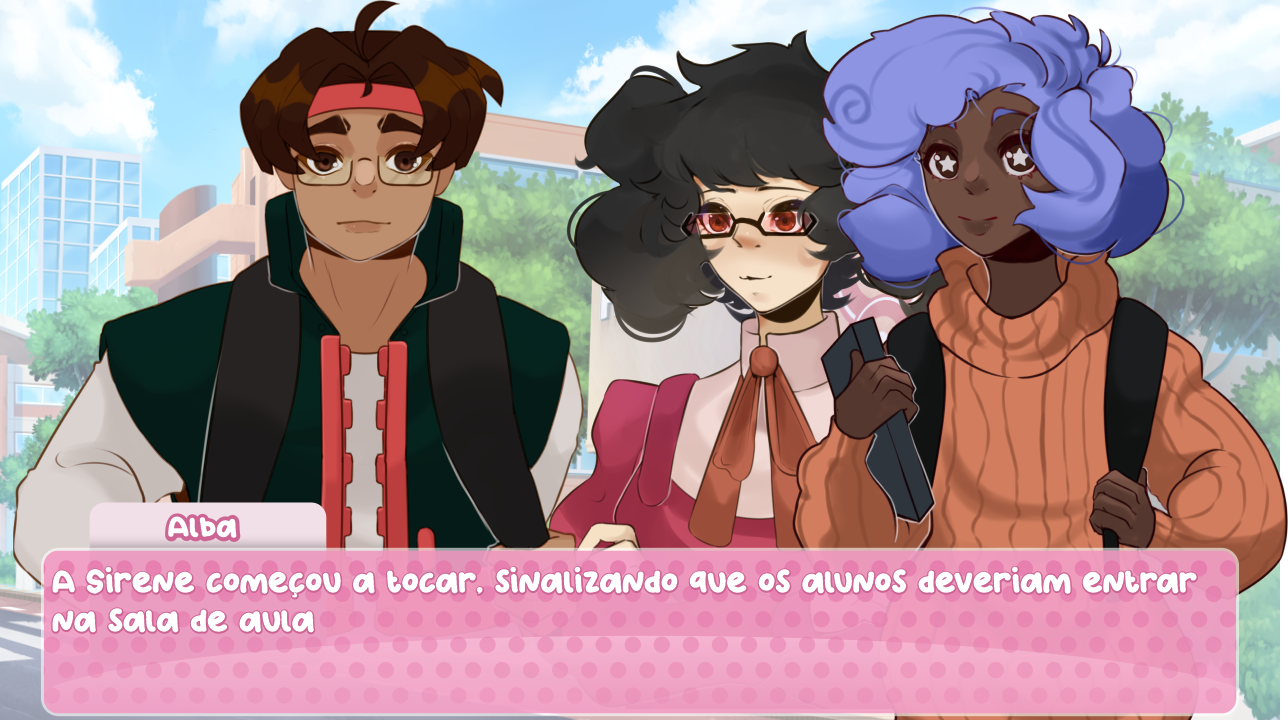 Alba
A Sirene começou a tocar, Sinalizando que os alunos deveriam entrar
na Sala de aula